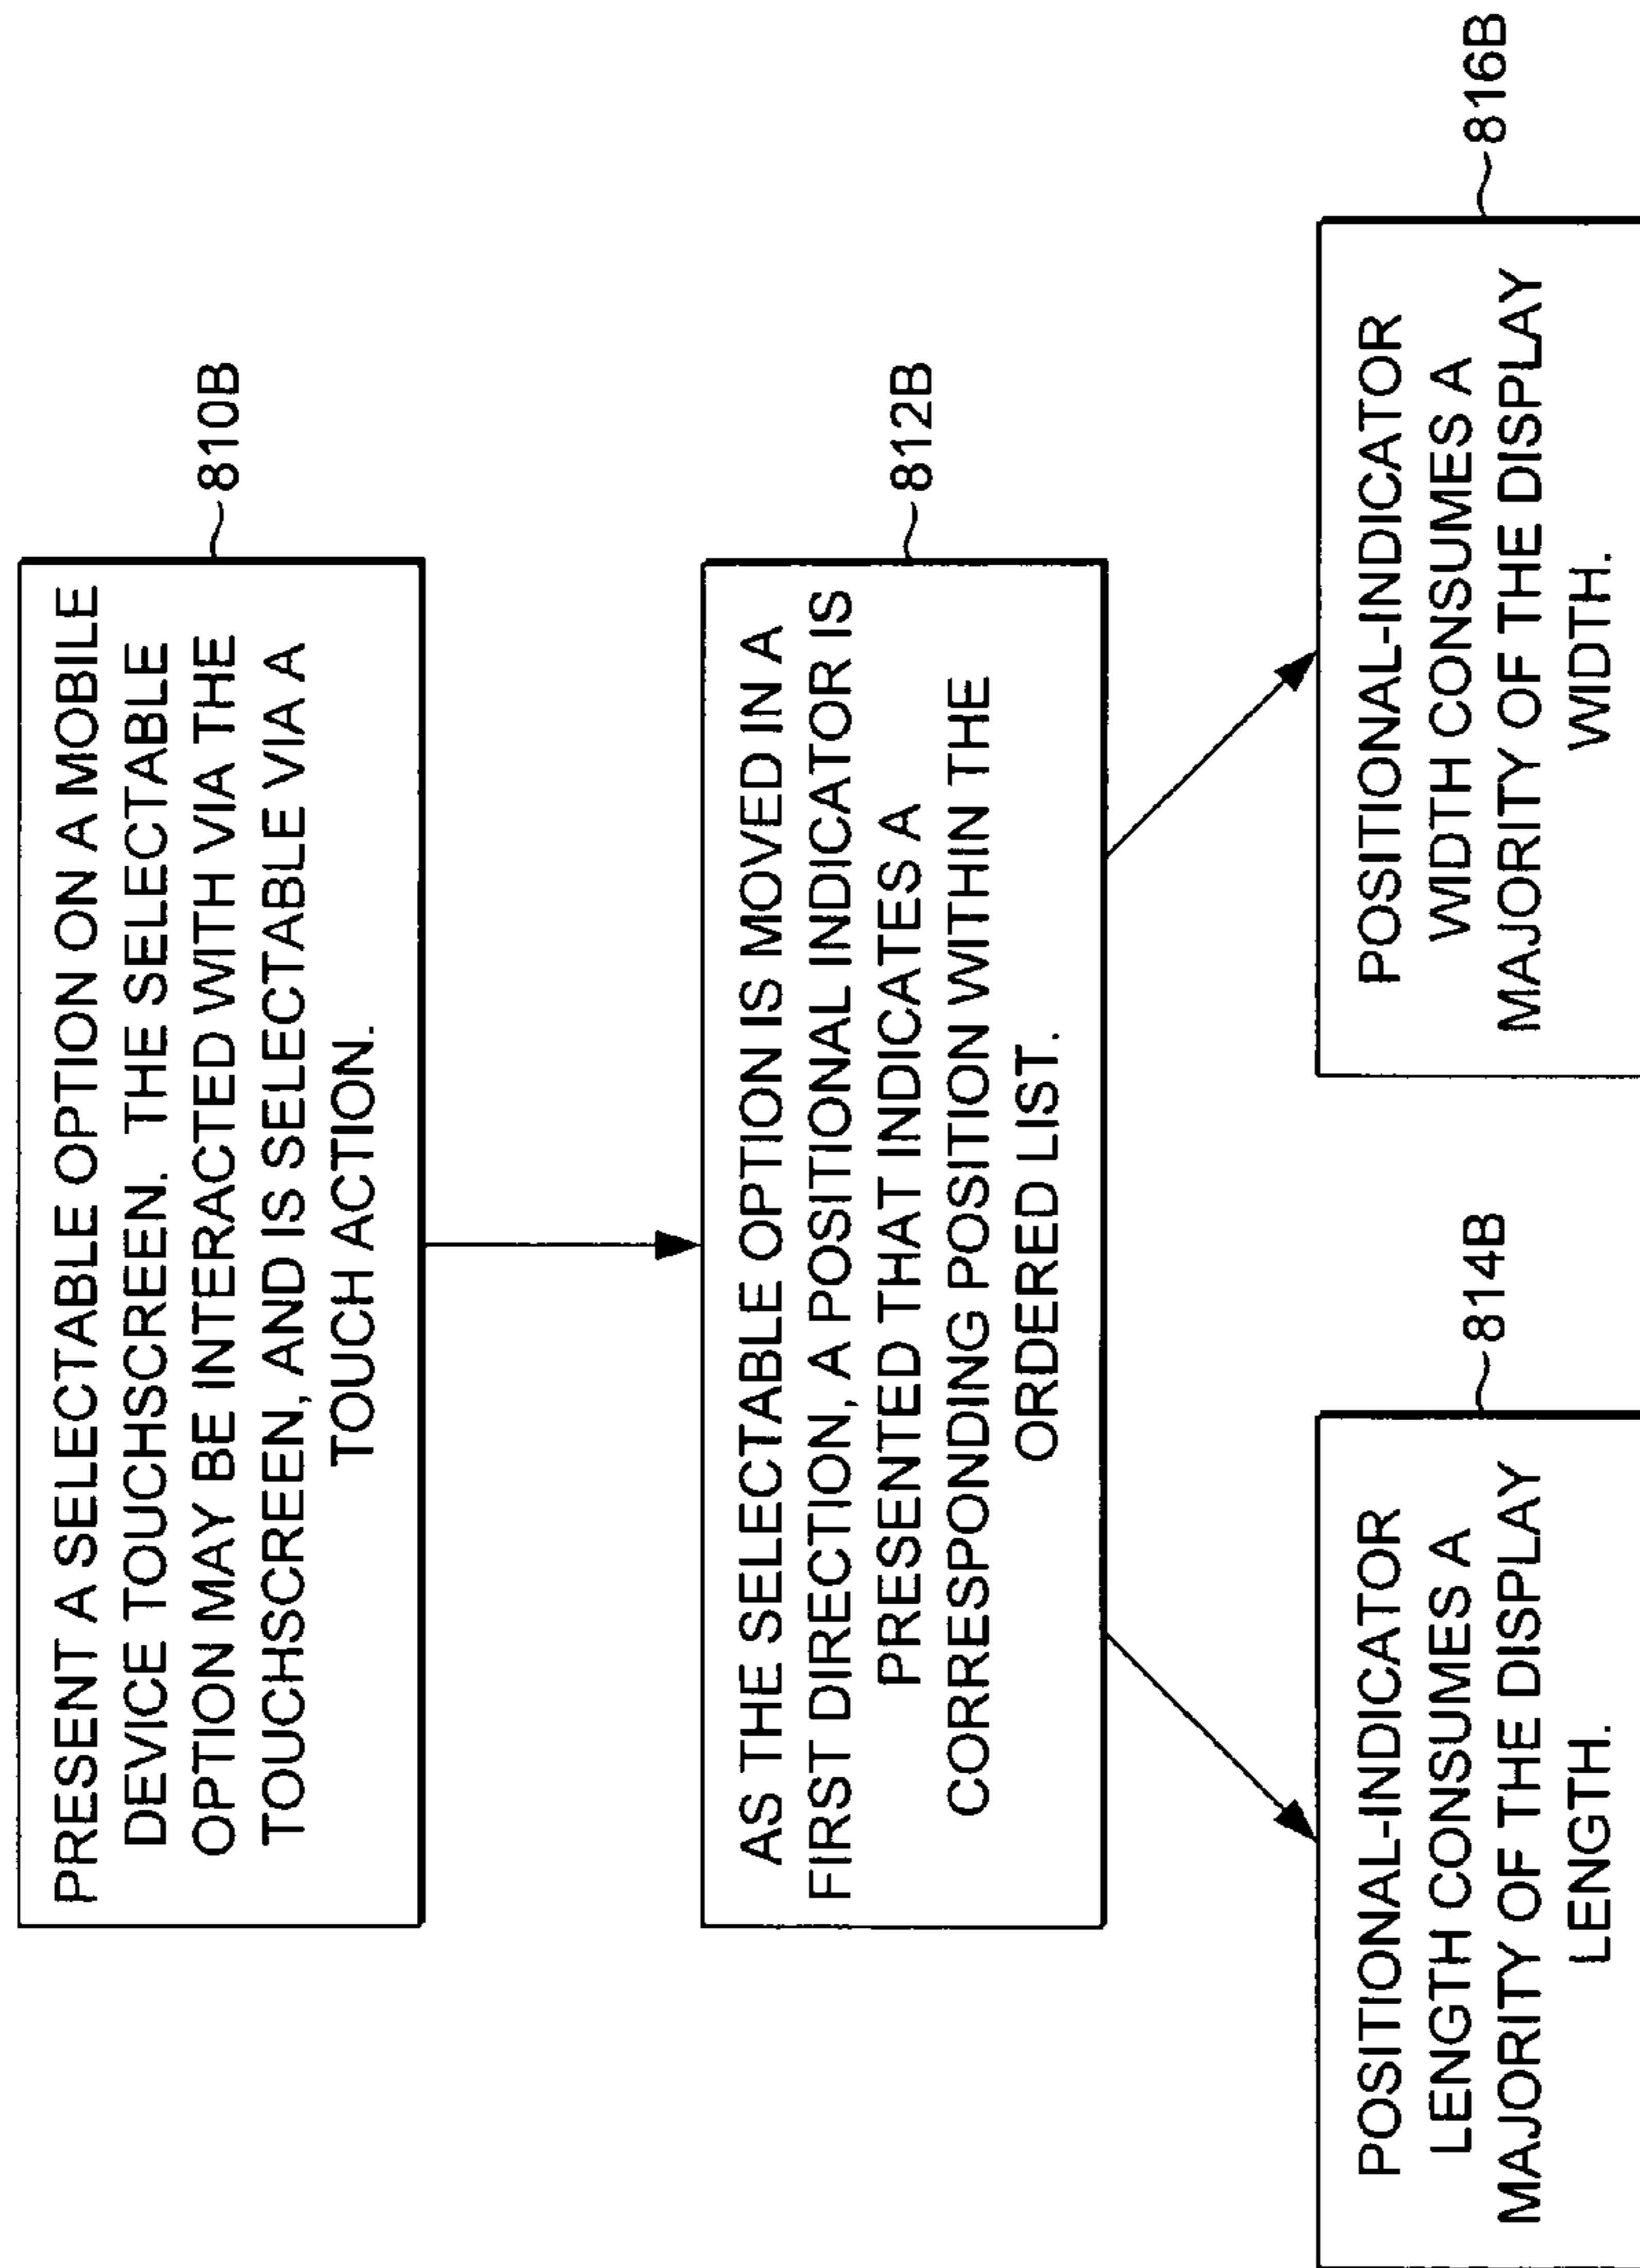 PRESENT A SELECTABLE OPTION ON A MOBILE
DEVICE TOUCHSCREEN. THE SELECTABLE
OPTION MAY BE INTERACTED WITH VIA THE
TOUCHSCREEN, AND IS SELECTABLE VIA A
TOUCH ACTION.
810B
AS THE SELECTABLE OPTION IS MOVED IN A
FIRST DIRECTION, A POSITIONAL INDICATOR IS
PRESENTED THAT INDICATES A
CORRESPONDING POSITION WITHIN THE
ORDERED LIST.
812B
POSITIONAL-INDICATOR
LENGTH CONSUMES A
MAJORITY OF THE DISPLAY
LENGTH.
814B
POSITIONAL-INDICATOR
WIDTH CONSUMES A
MAJORITY OF THE DISPLAY
WIDTH.
816B